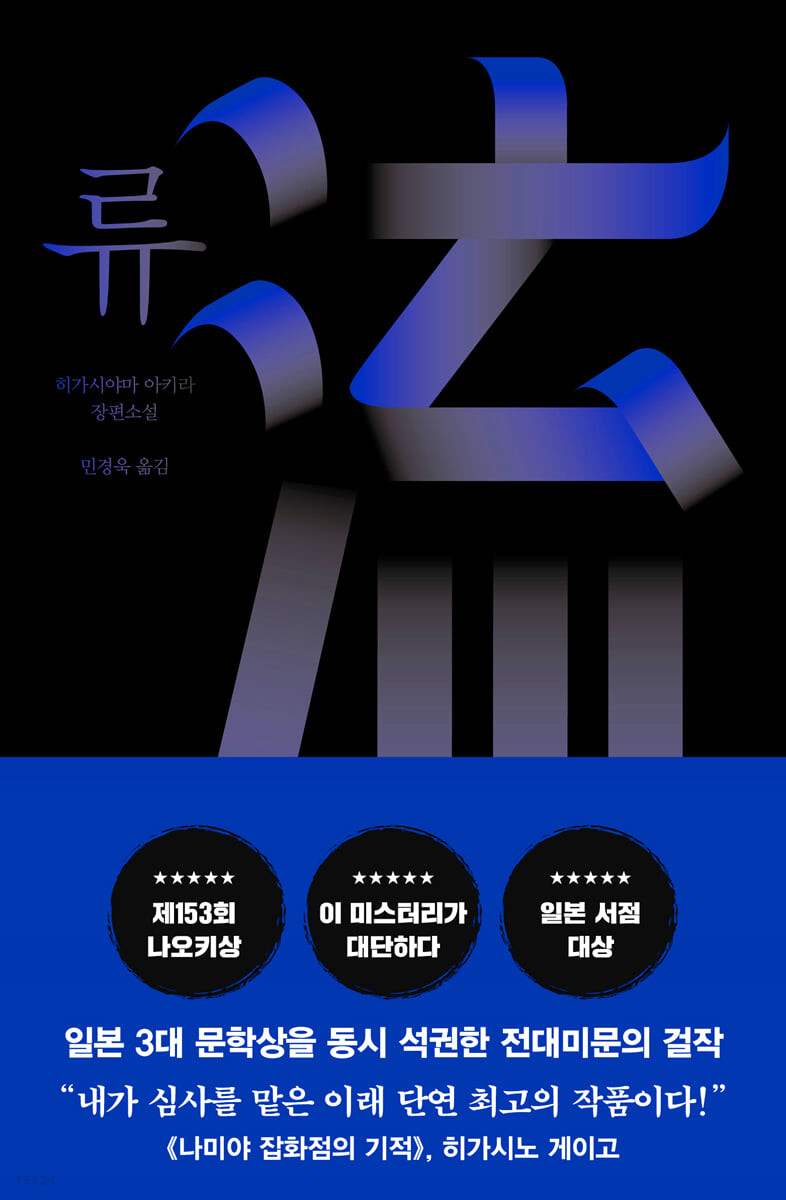 류
流
히가시야마 아키라
장편소설
민경욱 옮김
★★★★★
제153회
나오키상
★★★★★
이 미스터리가
대단하다
★★★★★
일본 서점
대상
일본 3대 문학상을 동시 석권한 전대미문의 걸작
“내가 심사를 맡은 이래 단연 최고의 작품이다!”
《나미야 잡화점의 기적》, 히가시노 게이고
YES24